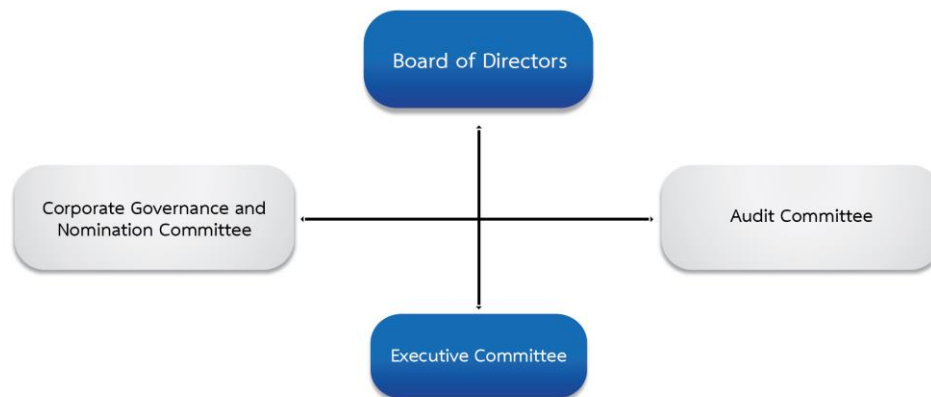 Board of Directors
Corporate Governance and
Nomination Committee
Audit Committee
Executive Committee